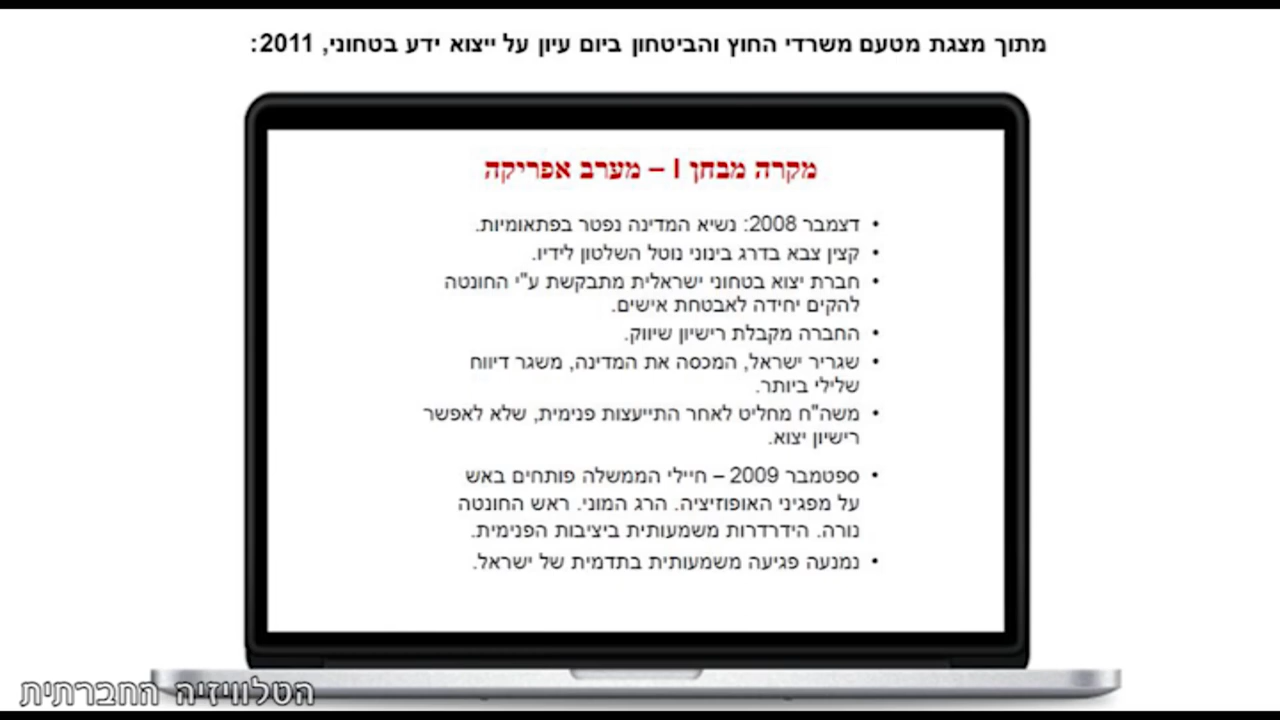 מתוך מצגת מטעם משרדי החוץ והביטחון ביום עיון על ייצוא ידע בטחוני, 2011:
מקרה מבחן I – מערב אפריקה
• דצמבר 2008: נשיא המדינה נפטר בפתאומיות.
• קצין צבא בדרג בינוני נוטל השלטון לידיו.
• חברת יצוא בטחוני ישראלית מתבקשת ע"י החונטה
להקים יחידה לאבטחת אישים.
• החברה מקבלת רישיון שיווק.
• שגריר ישראל, המכסה את המדינה, משגר דיווח
שלילי ביותר.
• משה"ח מחליט לאחר התייעצות פנימית, שלא לאפשר
רישיון יצוא.
• ספטמבר 2009 – חיילי הממשלה פותחים באש
על מפגיני האופוזיציה. הרג המוני. ראש החונטה
נורה. הידרדרות משמעותית ביציבות הפנימית.
• נמנעה פגיעה משמעותית בתדמית של ישראל.
הטלוויזיה החברתית